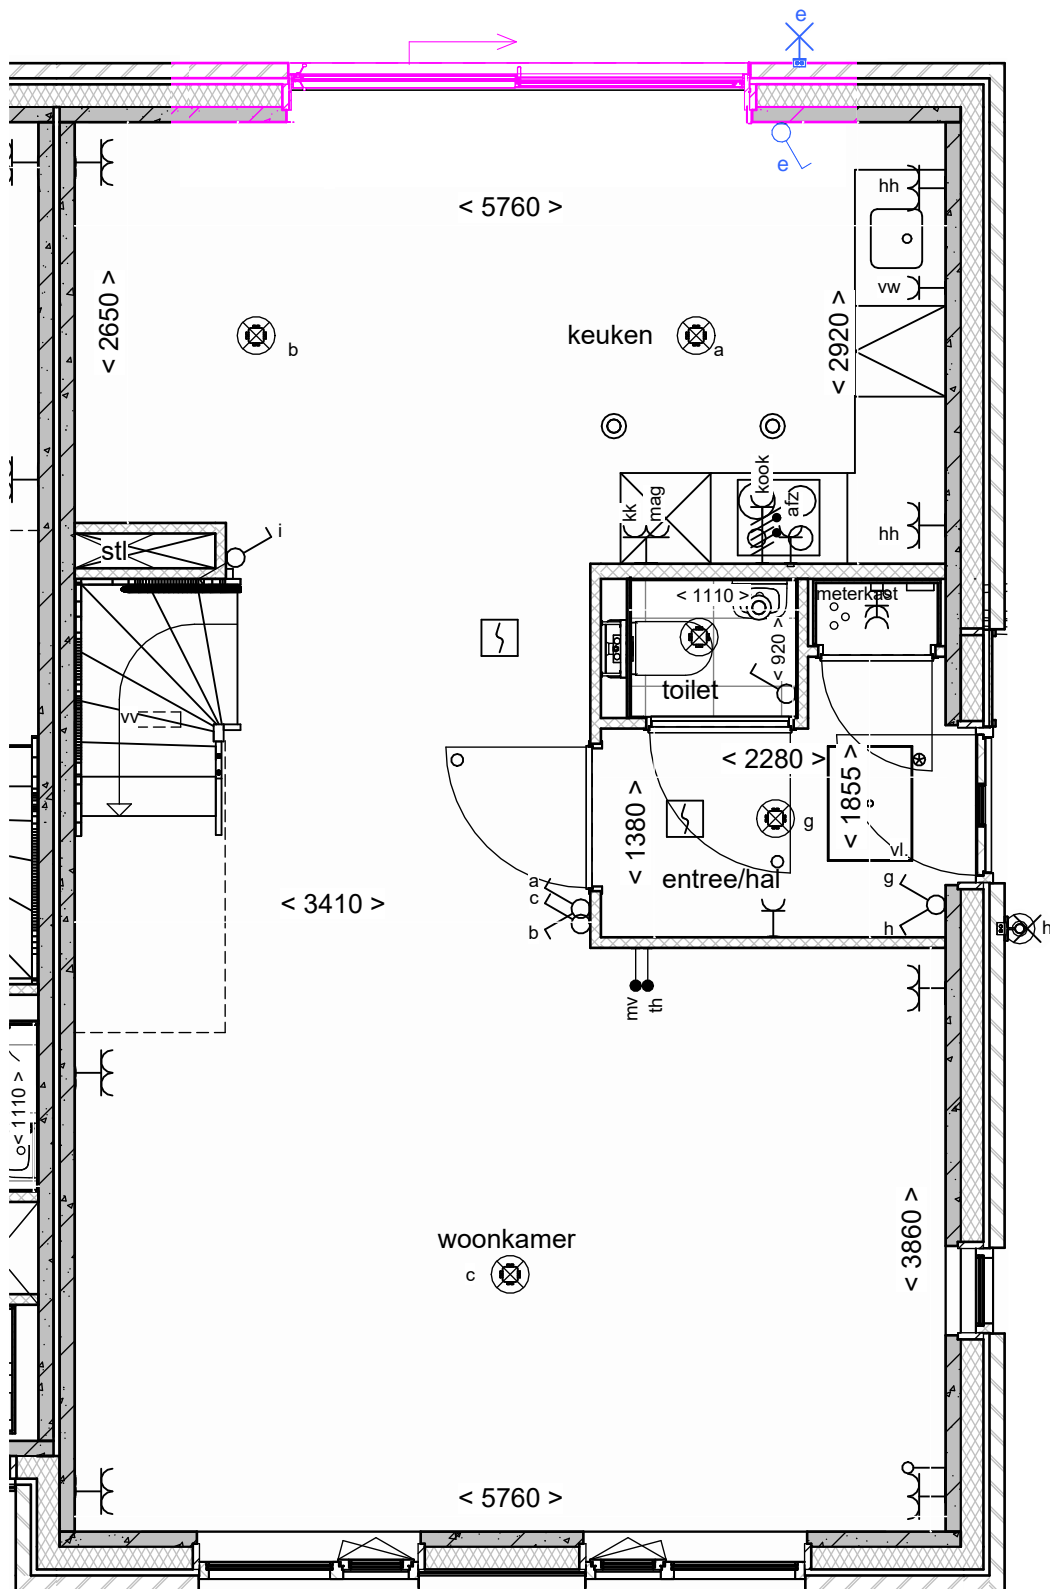 e
e
< 5760 >
hh
< 2650 >
vw
b
keuken
a
< 2920 >
kook
kk
mag
afz
hh
stl
i
< 1110 >
meterkast
< 920 >
toilet
vv
< 2280 >
< 1855 >
< 1380 >
g
vl.
entree/hal
a
c
b
g
h
h
< 3410 >
mv
th
< 1110 >
woonkamer
c
< 3860 >
< 5760 >